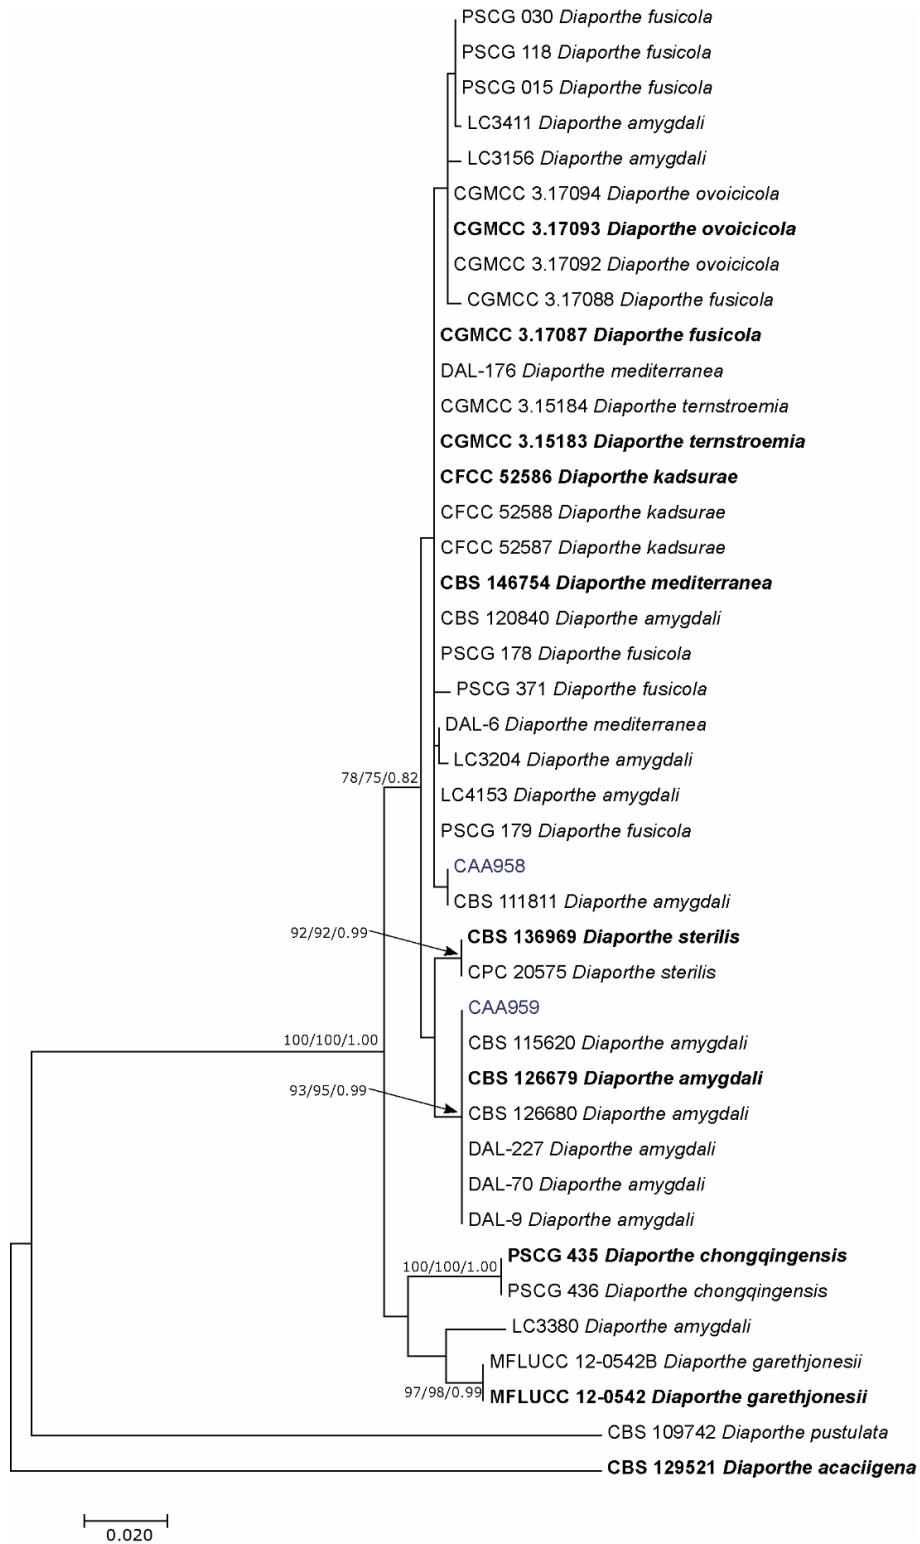 PSCG 030 Diaporthe fusicola
PSCG 118 Diaporthe fusicola
PSCG 015 Diaporthe fusicola
LC3411 Diaporthe amygdali
LC3156 Diaporthe amygdali
CGMCC 3.17094 Diaporthe ovoicicola
CGMCC 3.17093 Diaporthe ovoicicola
CGMCC 3.17092 Diaporthe ovoicicola
CGMCC 3.17088 Diaporthe fusicola
CGMCC 3.17087 Diaporthe fusicola
DAL-176 Diaporthe mediterranea
CGMCC 3.15184 Diaporthe ternstroemia
CGMCC 3.15183 Diaporthe ternstroemia
CFCC 52586 Diaporthe kadsurae
CFCC 52588 Diaporthe kadsurae
CFCC 52587 Diaporthe kadsurae
CBS 146754 Diaporthe mediterranea
CBS 120840 Diaporthe amygdali
PSCG 178 Diaporthe fusicola
PSCG 371 Diaporthe fusicola
DAL-6 Diaporthe mediterranea
LC3204 Diaporthe amygdali
78/75/0.82
LC4153 Diaporthe amygdali
PSCG 179 Diaporthe fusicola
CAA958
CBS 111811 Diaporthe amygdali
92/92/0.99
CBS 136969 Diaporthe sterilis
CPC 20575 Diaporthe sterilis
CAA959
100/100/1.00
CBS 115620 Diaporthe amygdali
CBS 126679 Diaporthe amygdali
93/95/0.99
CBS 126680 Diaporthe amygdali
DAL-227 Diaporthe amygdali
DAL-70 Diaporthe amygdali
DAL-9 Diaporthe amygdali
PSCG 435 Diaporthe chongqingensis
100/100/1.00
PSCG 436 Diaporthe chongqingensis
LC3380 Diaporthe amygdali
MFLUCC 12-0542B Diaporthe garethjonesii
97/98/0.99
MFLUCC 12-0542 Diaporthe garethjonesii
CBS 109742 Diaporthe pustulata
CBS 129521 Diaporthe acaciigena
0.020